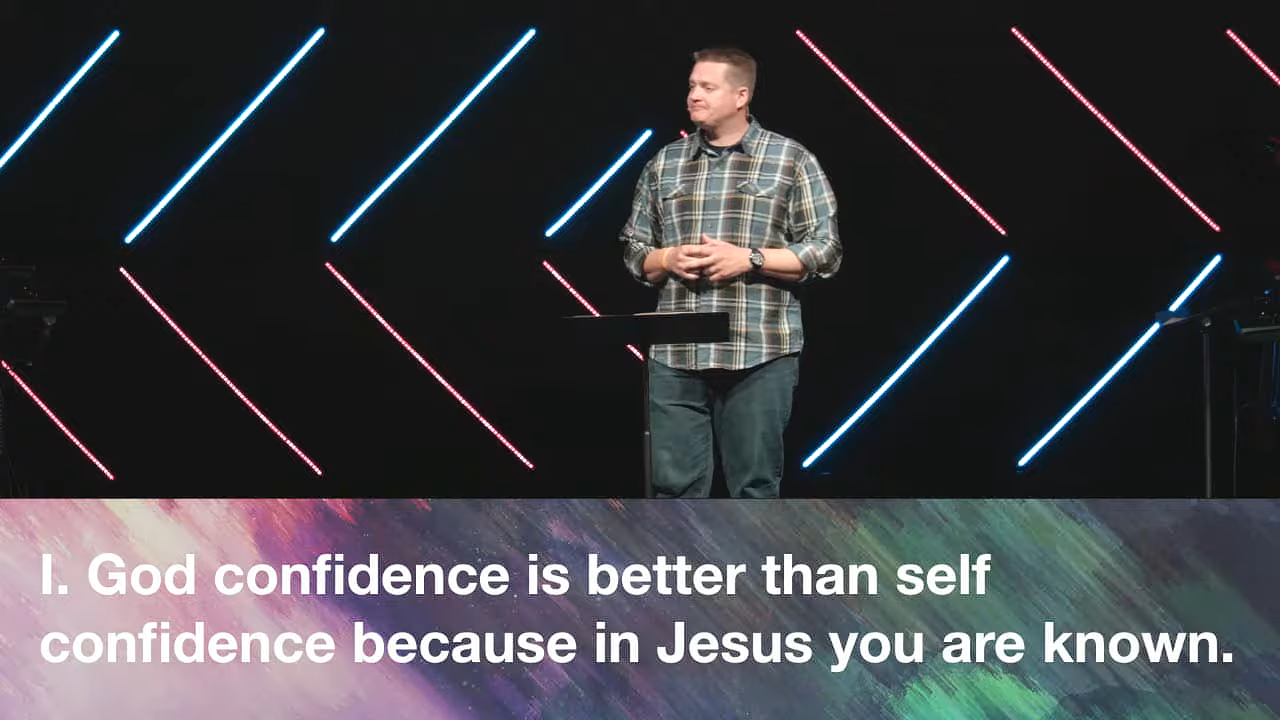 I. God confidence is better than self
confidence because in Jesus you are known.